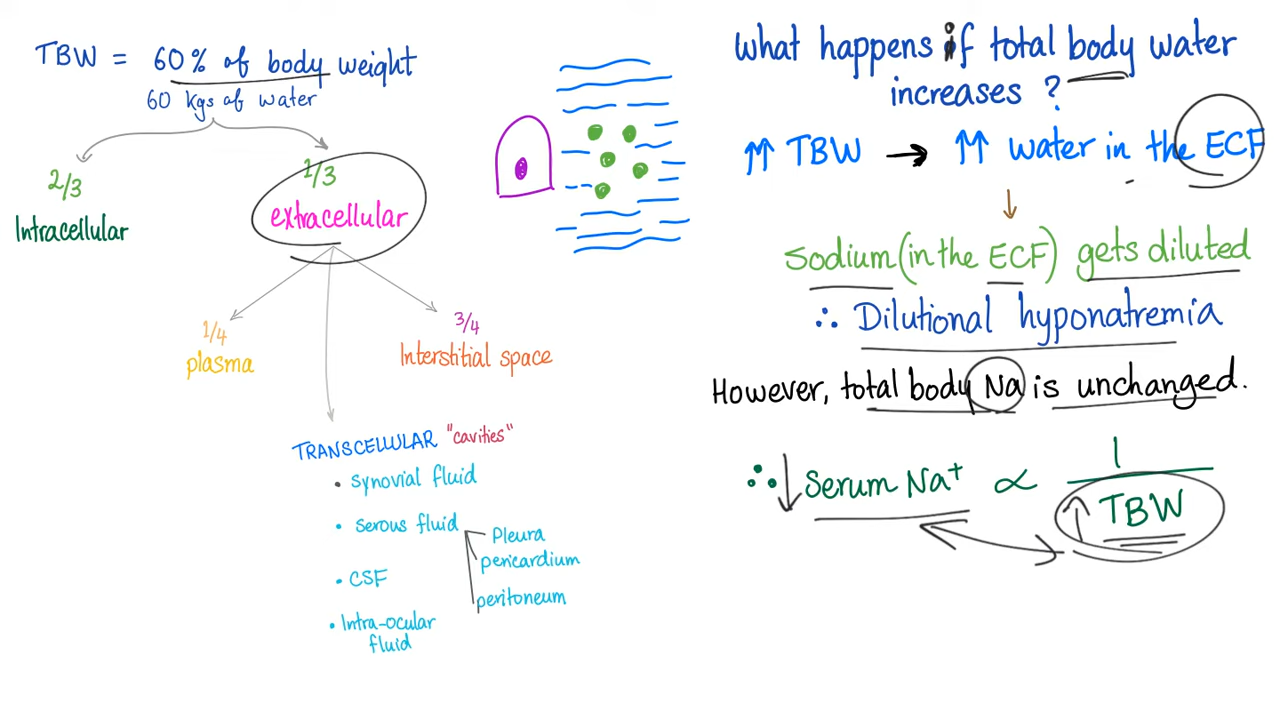 TBW = 60% of body weight
60 kgs of water
2/3
Intracellular
1/3
extracellular
1/4
plasma
3/4
Interstitial space
TRANSCELLULAR "cavities"
• Synovial fluid
• Serous fluid
Pleura
pericardium
peritoneum
• CSF
• Intra-ocular
fluid
What happens if total body water
increases ?
↑↑ TBW → ↑↑ water in the ECF
↓
Sodium (in the ECF) gets diluted
∴ Dilutional hyponatremia
However, total body Na is unchanged.
∴ ↓ Serum Na⁺ ∝ 1
↑ TBW